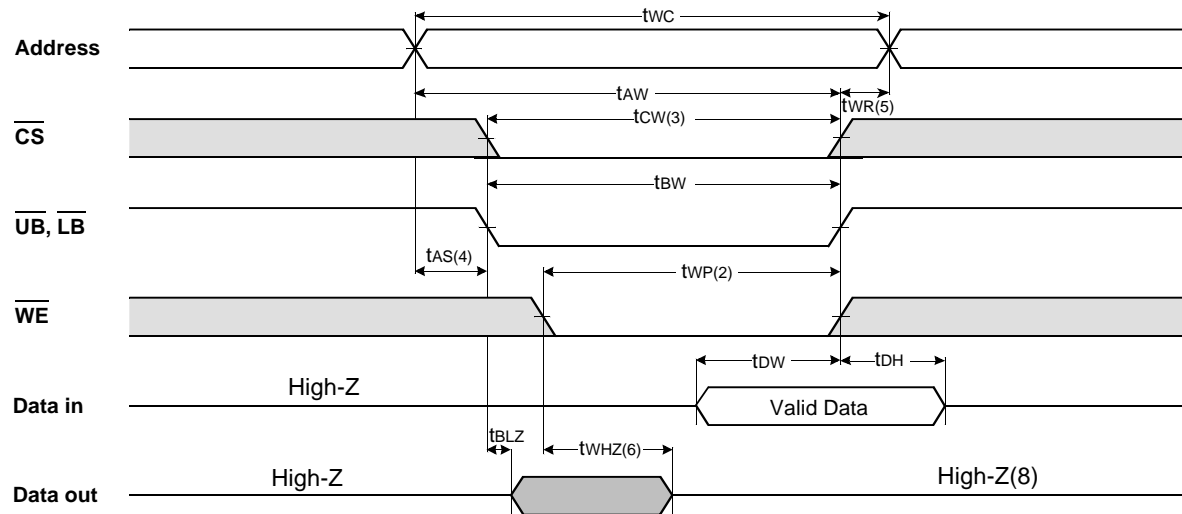 tWC
Address
tAW
tWR(5)
tCW(3)
CS
tBW
UB, LB
tAS(4)
tWP(2)
WE
tDW
tDH
High-Z
Data in
Valid Data
tBLZ
tWHZ(6)
High-Z
High-Z(8)
Data out